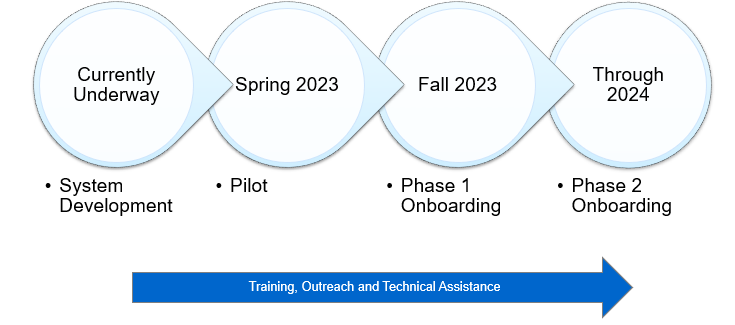 Currently
Underway
Spring 2023
Fall 2023
Through
2024
• System
Development
• Pilot
• Phase 1
Onboarding
• Phase 2
Onboarding
Training, Outreach and Technical Assistance